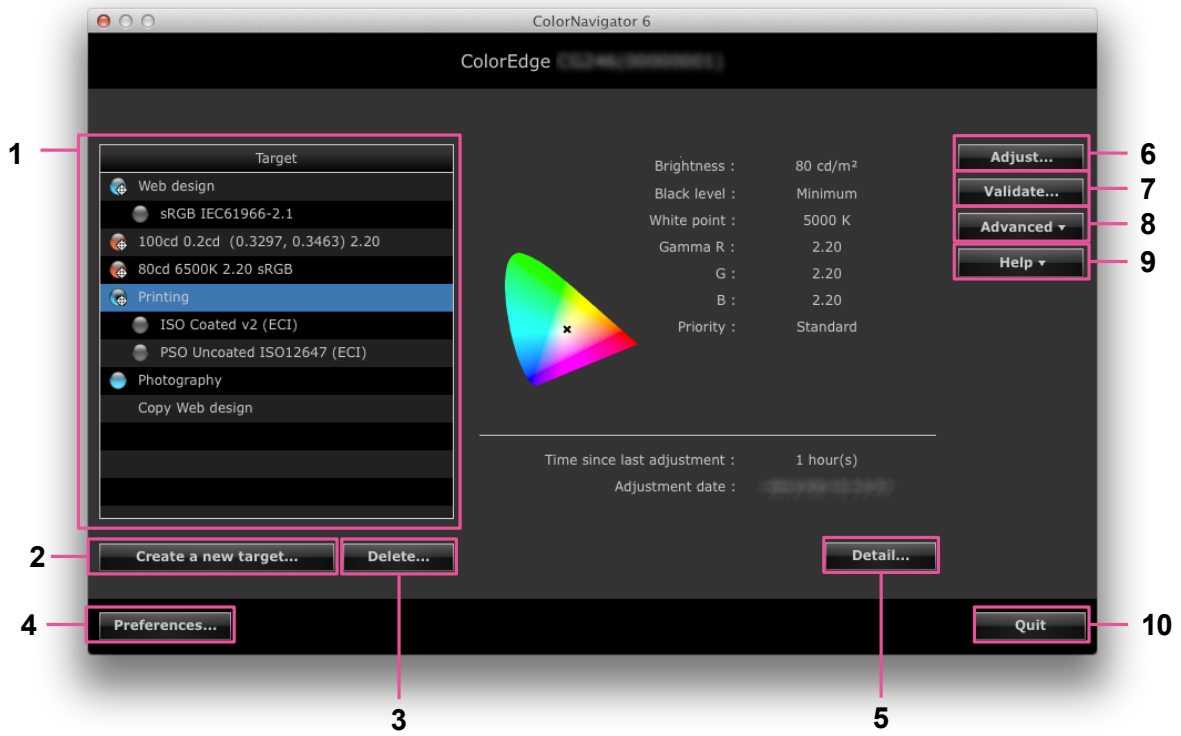 ColorNavigator 6
ColorEdge
1
Target
Web design
sRGB IEC61966-2.1
100cd 0.2cd (0.3297, 0.3463) 2.20
80cd 6500K 2.20 sRGB
Printing
ISO Coated v2 (ECI)
PSO Uncoated ISO12647 (ECI)
Photography
Copy Web design
Brightness : 80 cd/m²
Black level : Minimum
White point : 5000 K
Gamma R : 2.20
G : 2.20
B : 2.20
Priority : Standard
Time since last adjustment : 1 hour(s)
Adjustment date :
Adjust... 6
Validate... 7
Advanced ▾ 8
Help ▾ 9
2 Create a new target...
Delete...
Detail...
4 Preferences...
Quit 10
3
5